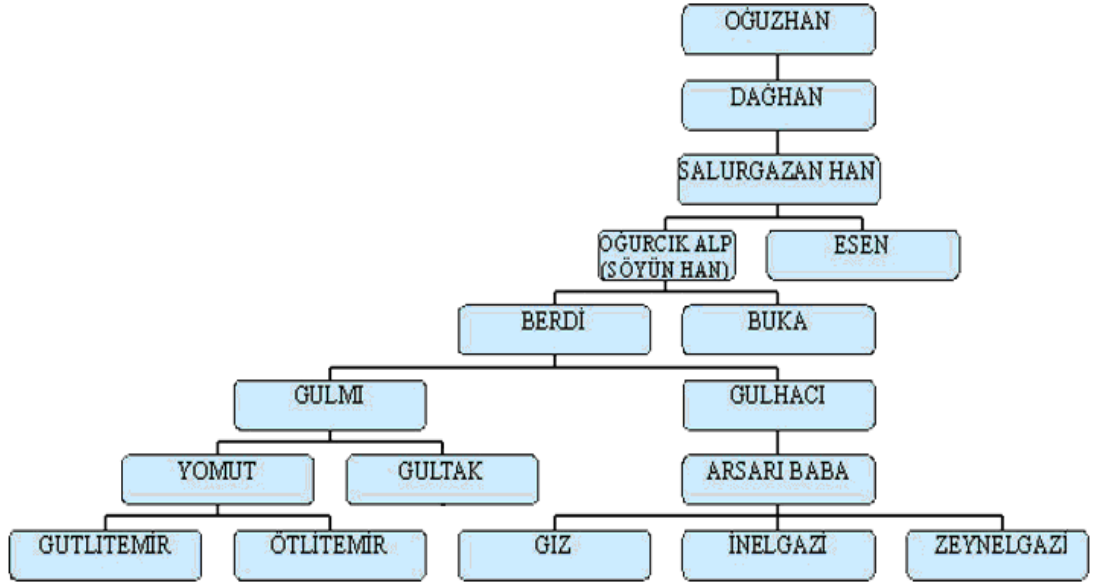 OĞUZHAN
DAĞHAN
SALURGAZAN HAN
OĞURCIK ALP
(SÖYÜN HAN)
ESEN
BERDİ
BUKA
GULMI
GULHACI
YOMUT
GULTAK
ARSARI BABA
GUTLITEMİR
ÖTLİTEMİR
GIZ
İNELGAZİ
ZEYNELGAZİ